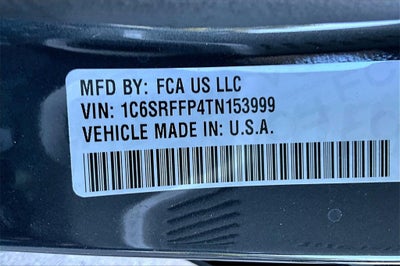 MFD BY: FCA US LLC
VIN: 1C6SRFFP4TN153999
VEHICLE MADE IN: U.S.A.